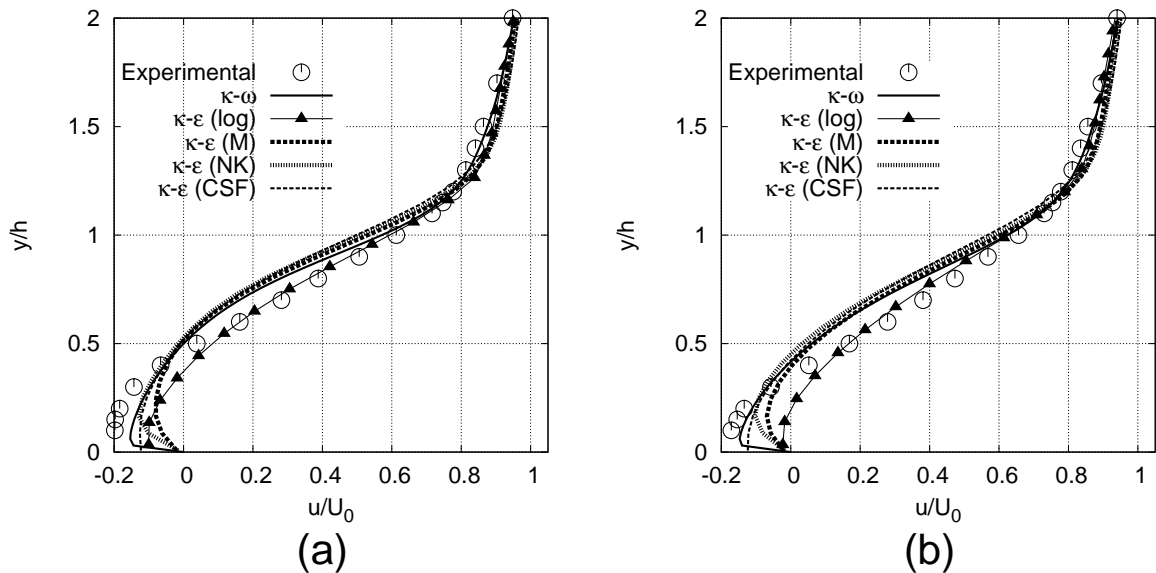 2
1.5
1
0.5
0
-0.2 0 0.2 0.4 0.6 0.8 1
y/h
u/U0
Experimental
κ-ω
κ-ε (log)
κ-ε (M)
κ-ε (NK)
κ-ε (CSF)
(a)
2
1.5
1
0.5
0
-0.2 0 0.2 0.4 0.6 0.8 1
y/h
u/U0
Experimental
κ-ω
κ-ε (log)
κ-ε (M)
κ-ε (NK)
κ-ε (CSF)
(b)